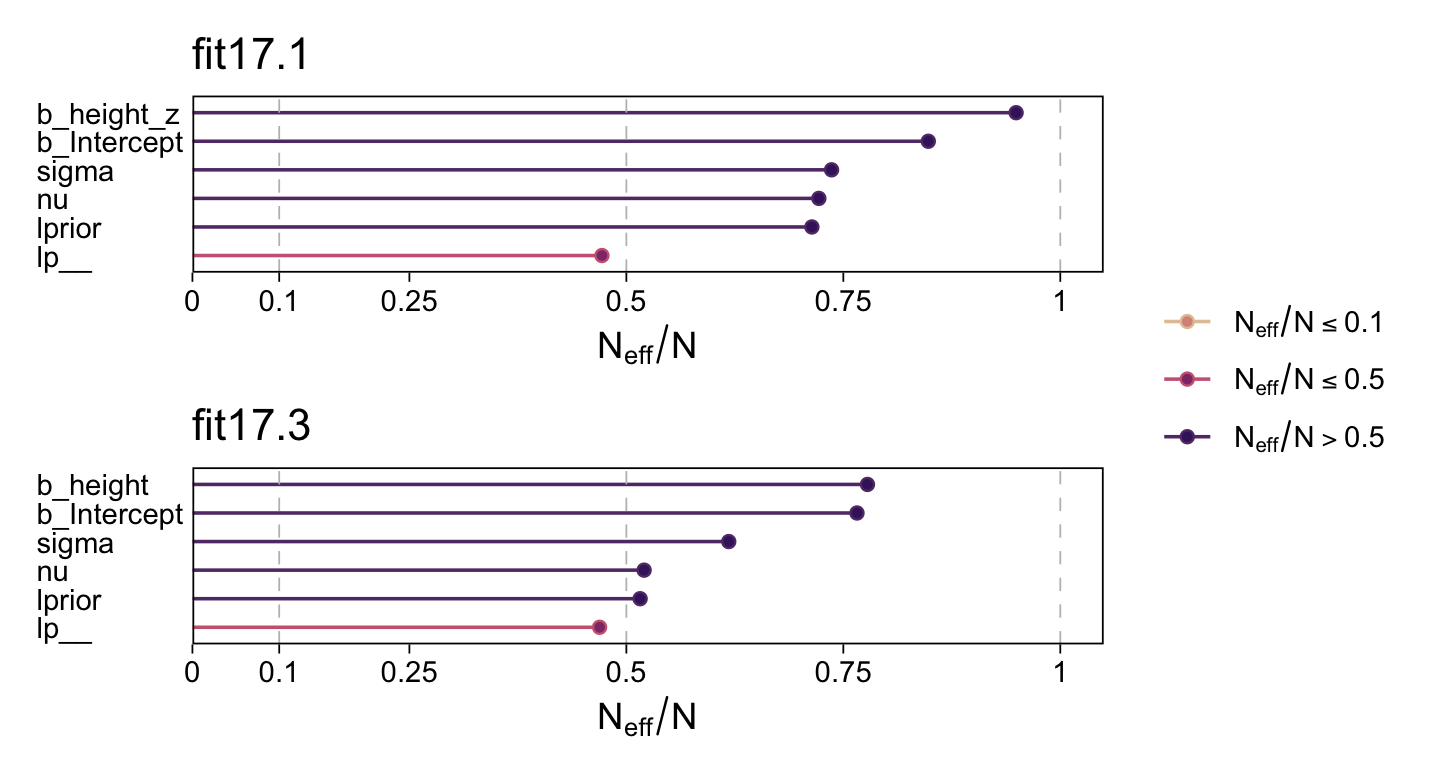 fit17.1
b_height_z
b_Intercept
sigma
nu
lprior
lp__
0 0.1 0.25 0.5 0.75 1
Neff/N
fit17.3
b_height
b_Intercept
sigma
nu
lprior
lp__
0 0.1 0.25 0.5 0.75 1
Neff/N
Neff/N ≤ 0.1
Neff/N ≤ 0.5
Neff/N > 0.5